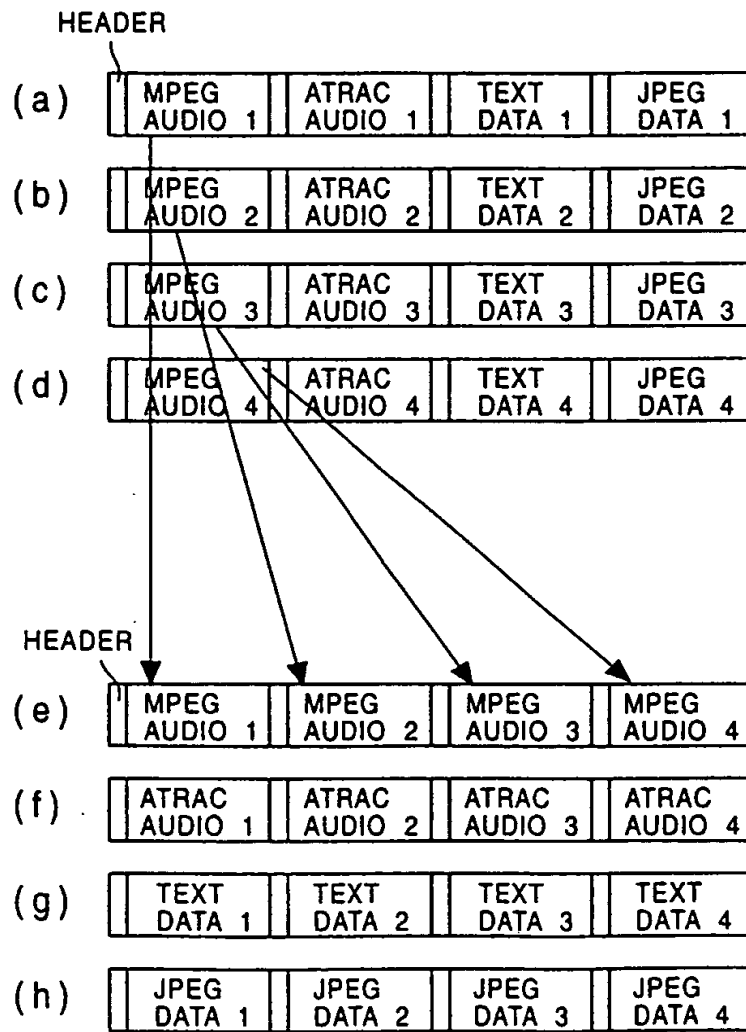 HEADER
(a) MPEG AUDIO 1 ATRAC AUDIO 1 TEXT DATA 1 JPEG DATA 1
(b) MPEG AUDIO 2 ATRAC AUDIO 2 TEXT DATA 2 JPEG DATA 2
(c) MPEG AUDIO 3 ATRAC AUDIO 3 TEXT DATA 3 JPEG DATA 3
(d) MPEG AUDIO 4 ATRAC AUDIO 4 TEXT DATA 4 JPEG DATA 4
HEADER
(e) MPEG AUDIO 1 MPEG AUDIO 2 MPEG AUDIO 3 MPEG AUDIO 4
(f) ATRAC AUDIO 1 ATRAC AUDIO 2 ATRAC AUDIO 3 ATRAC AUDIO 4
(g) TEXT DATA 1 TEXT DATA 2 TEXT DATA 3 TEXT DATA 4
(h) JPEG DATA 1 JPEG DATA 2 JPEG DATA 3 JPEG DATA 4